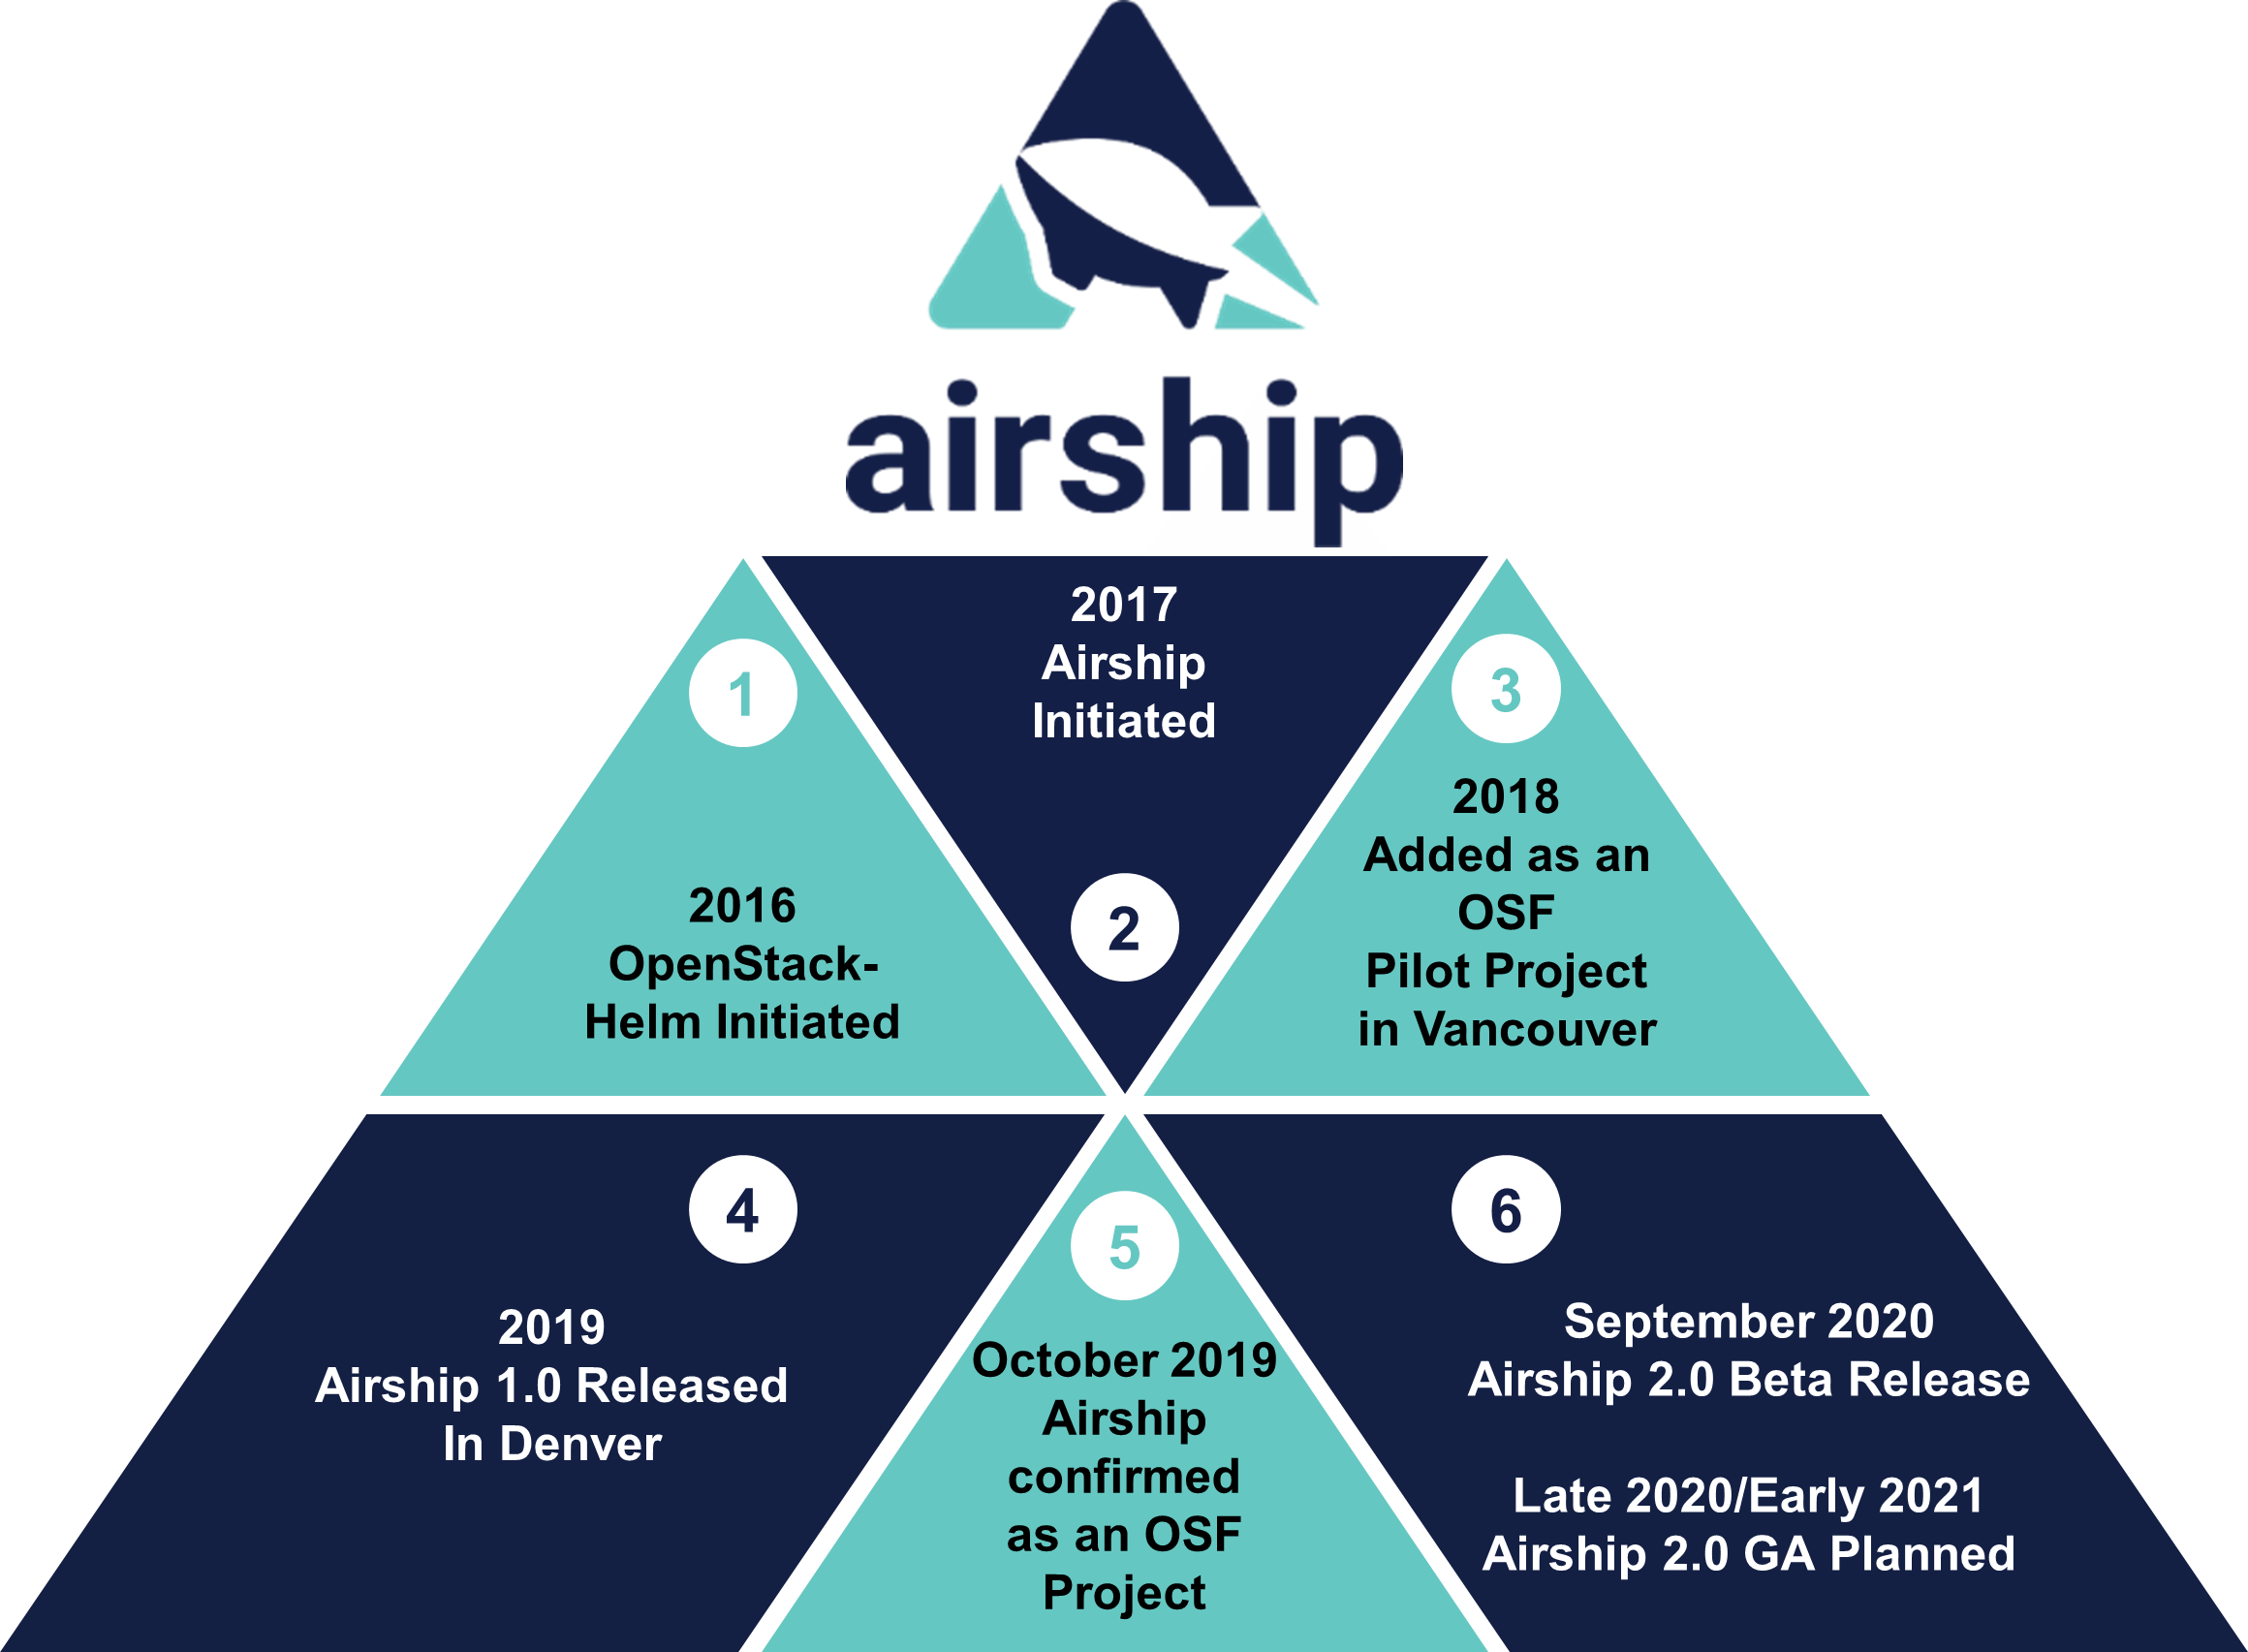 airship
1
2016
OpenStack-
Helm Initiated
2017
Airship
Initiated
2
3
2018
Added as an
OSF
Pilot Project
in Vancouver
4
2019
Airship 1.0 Released
In Denver
5
October 2019
Airship
confirmed
as an OSF
Project
6
September 2020
Airship 2.0 Beta Release
Late 2020/Early 2021
Airship 2.0 GA Planned